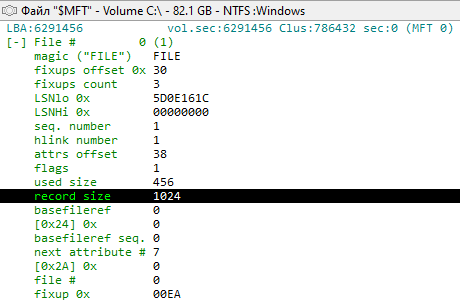 Файл "$MFT" - Volume C:\ - 82.1 GB - NTFS :Windows
LBA:6291456 vol.sec:6291456 Clus:786432 sec:0 (MFT 0)
[-] File # 0 (1)
magic ("FILE") FILE
fixups offset 0x 30
fixups count 3
LSNlo 0x 5D0E161C
LSNHi 0x 00000000
seq. number 1
hlink number 1
attrs offset 38
flags 1
used size 456
record size 1024
basefileref 0
[0x24] 0x 0
basefileref seq. 0
next attribute # 7
[0x2A] 0x 0
file # 0
fixup 0x 00EA